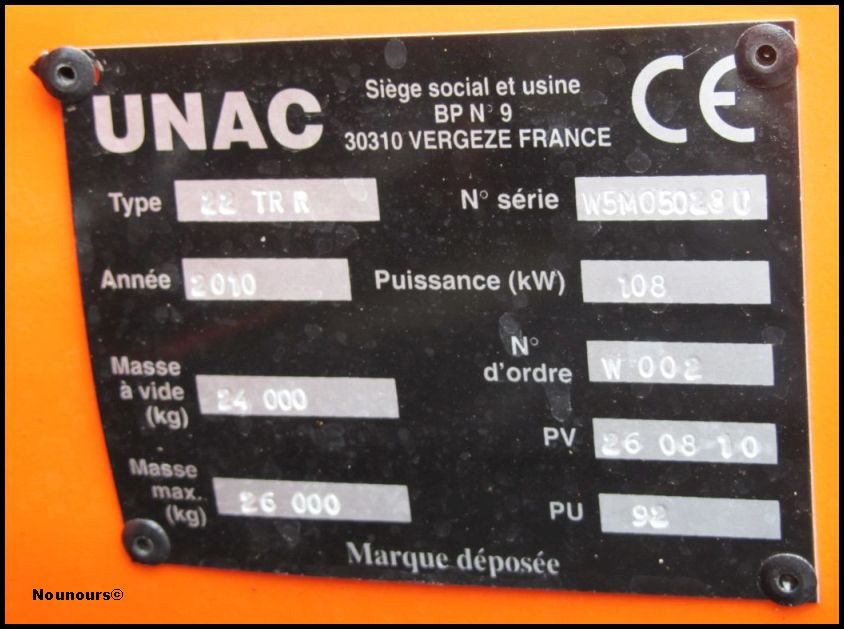 UNAC
Siège social et usine
BP N° 9
30310 VERGEZE FRANCE
CE
Type 22 TR R
N° série W5M05028U
Année 2010
Puissance (kW) 108
Masse à vide (kg) 24 000
N° d'ordre W 002
PV 26 08 10
Masse max. (kg) 26 000
PU 92
Marque déposée
Nounours©